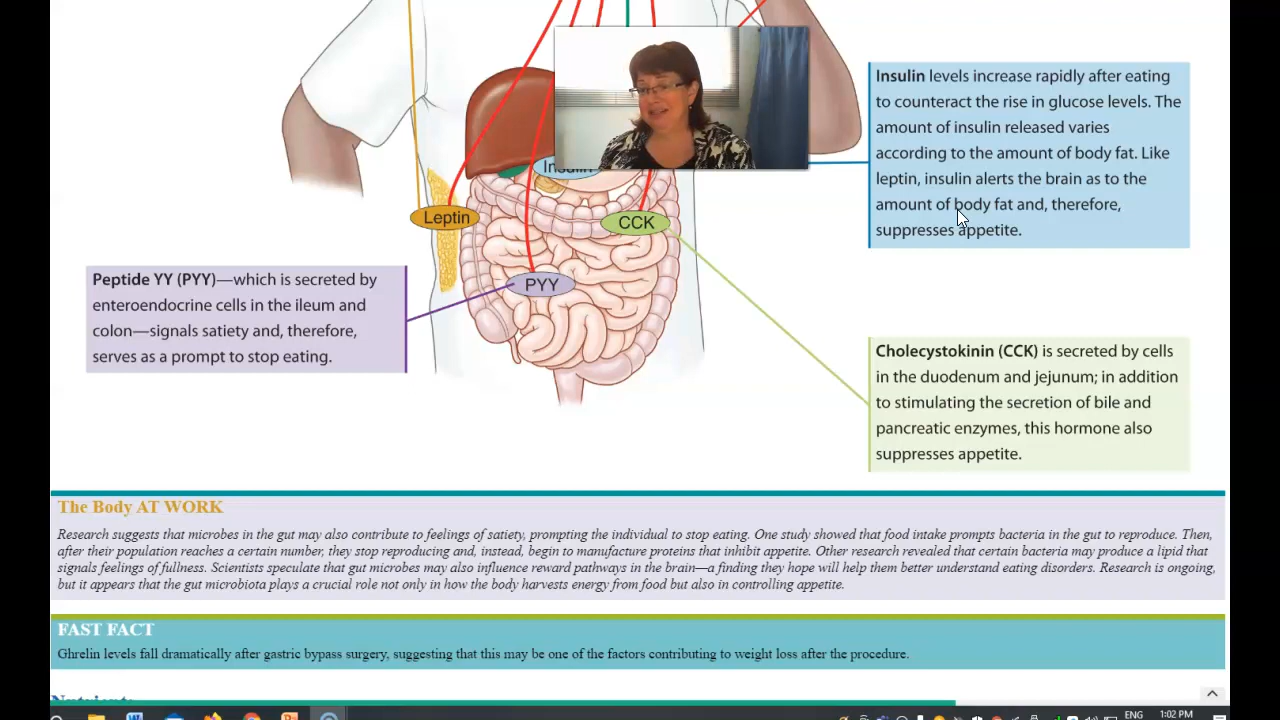 Insulin levels increase rapidly after eating
to counteract the rise in glucose levels. The
amount of insulin released varies
according to the amount of body fat. Like
leptin, insulin alerts the brain as to the
amount of body fat and, therefore,
suppresses appetite.
Insulin
Leptin
CCK
PYY
Peptide YY (PYY)—which is secreted by
enteroendocrine cells in the ileum and
colon—signals satiety and, therefore,
serves as a prompt to stop eating.
Cholecystokinin (CCK) is secreted by cells
in the duodenum and jejunum; in addition
to stimulating the secretion of bile and
pancreatic enzymes, this hormone also
suppresses appetite.
The Body AT WORK
Research suggests that microbes in the gut may also contribute to feelings of satiety, prompting the individual to stop eating. One study showed that food intake prompts bacteria in the gut to reproduce. Then,
after their population reaches a certain number, they stop reproducing and, instead, begin to manufacture proteins that inhibit appetite. Other research revealed that certain bacteria may produce a lipid that
signals feelings of fullness. Scientists speculate that gut microbes may also influence reward pathways in the brain—a finding they hope will help them better understand eating disorders. Research is ongoing,
but it appears that the gut microbiota plays a crucial role not only in how the body harvests energy from food but also in controlling appetite.
FAST FACT
Ghrelin levels fall dramatically after gastric bypass surgery, suggesting that this may be one of the factors contributing to weight loss after the procedure.
Nutrients
ENG
1:02 PM